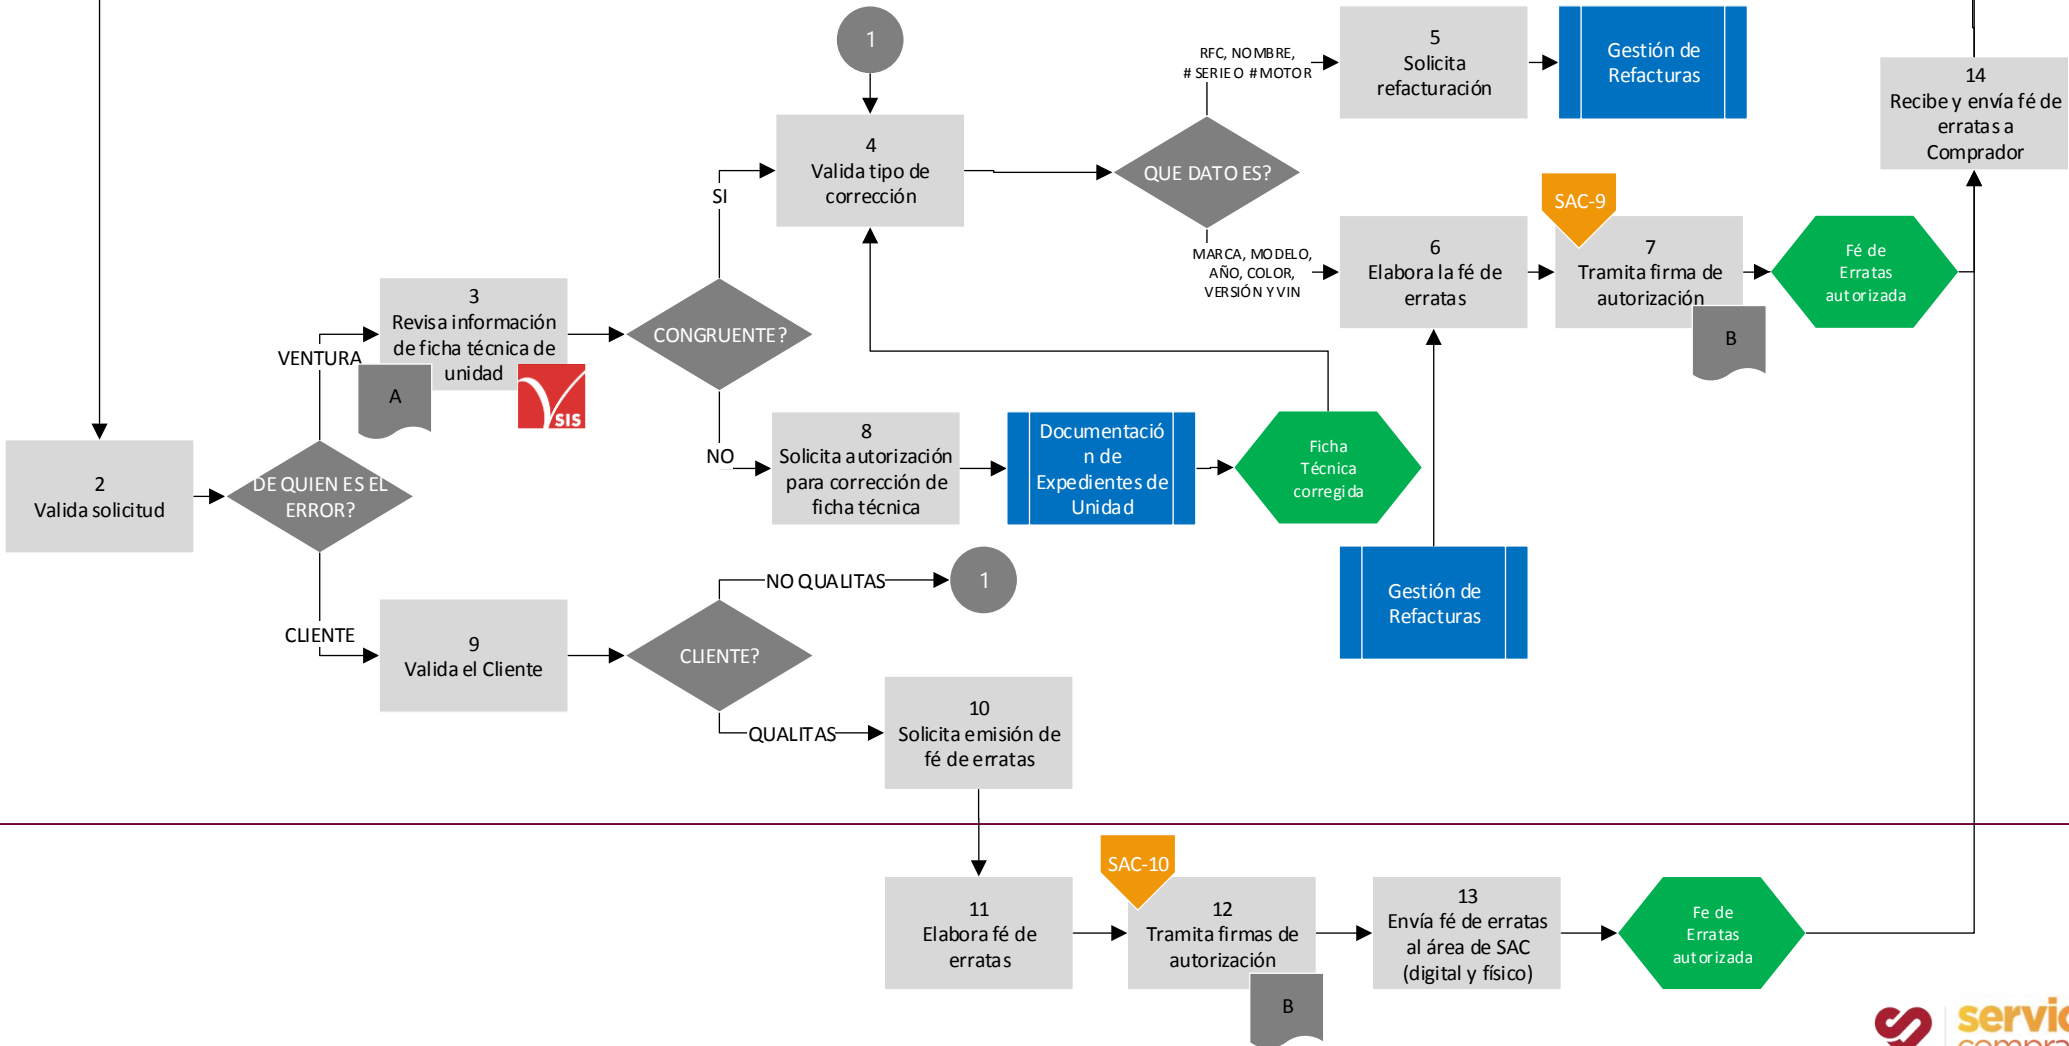 1
RFC, NOMBRE,
# SERIE O # MOTOR
5
Solicita
refacturación
Gestión de
Refacturas
14
Recibe y envía fé de
erratas a
Comprador
4
Valida tipo de
corrección
QUE DATO ES?
SI
SAC-9
MARCA, MODELO,
AÑO, COLOR,
VERSIÓN Y VIN
6
Elabora la fé de
erratas
7
Tramita firma de
autorización
B
Fé de
Erratas
autorizada
3
Revisa información
de ficha técnica de
unidad
VENTURA
A
SIS
CONGRUENTE?
NO
8
Solicita autorización
para corrección de
ficha técnica
Documentació
n de
Expedientes de
Unidad
Ficha
Técnica
corregida
2
Valida solicitud
DE QUIEN ES EL
ERROR?
Gestión de
Refacturas
NO QUALITAS
1
CLIENTE
9
Valida el Cliente
CLIENTE?
QUALITAS
10
Solicita emisión de
fé de erratas
SAC-10
11
Elabora fé de
erratas
12
Tramita firmas de
autorización
B
13
Envía fé de erratas
al área de SAC
(digital y físico)
Fe de
Erratas
autorizada